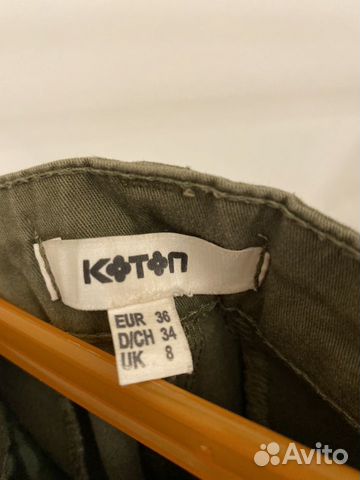 KOTON
EUR 36
D/CH 34
UK 8
Avito